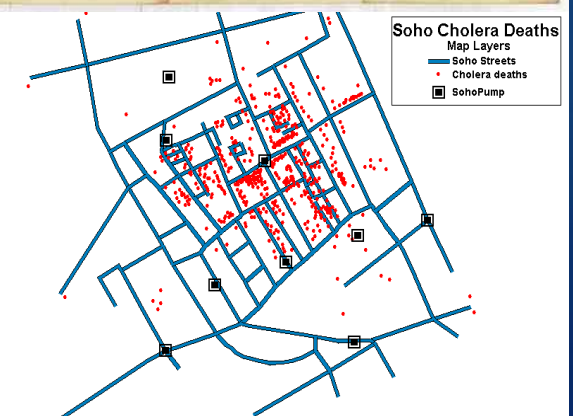 Soho Cholera Deaths
Map Layers
Soho Streets
Cholera deaths
SohoPump